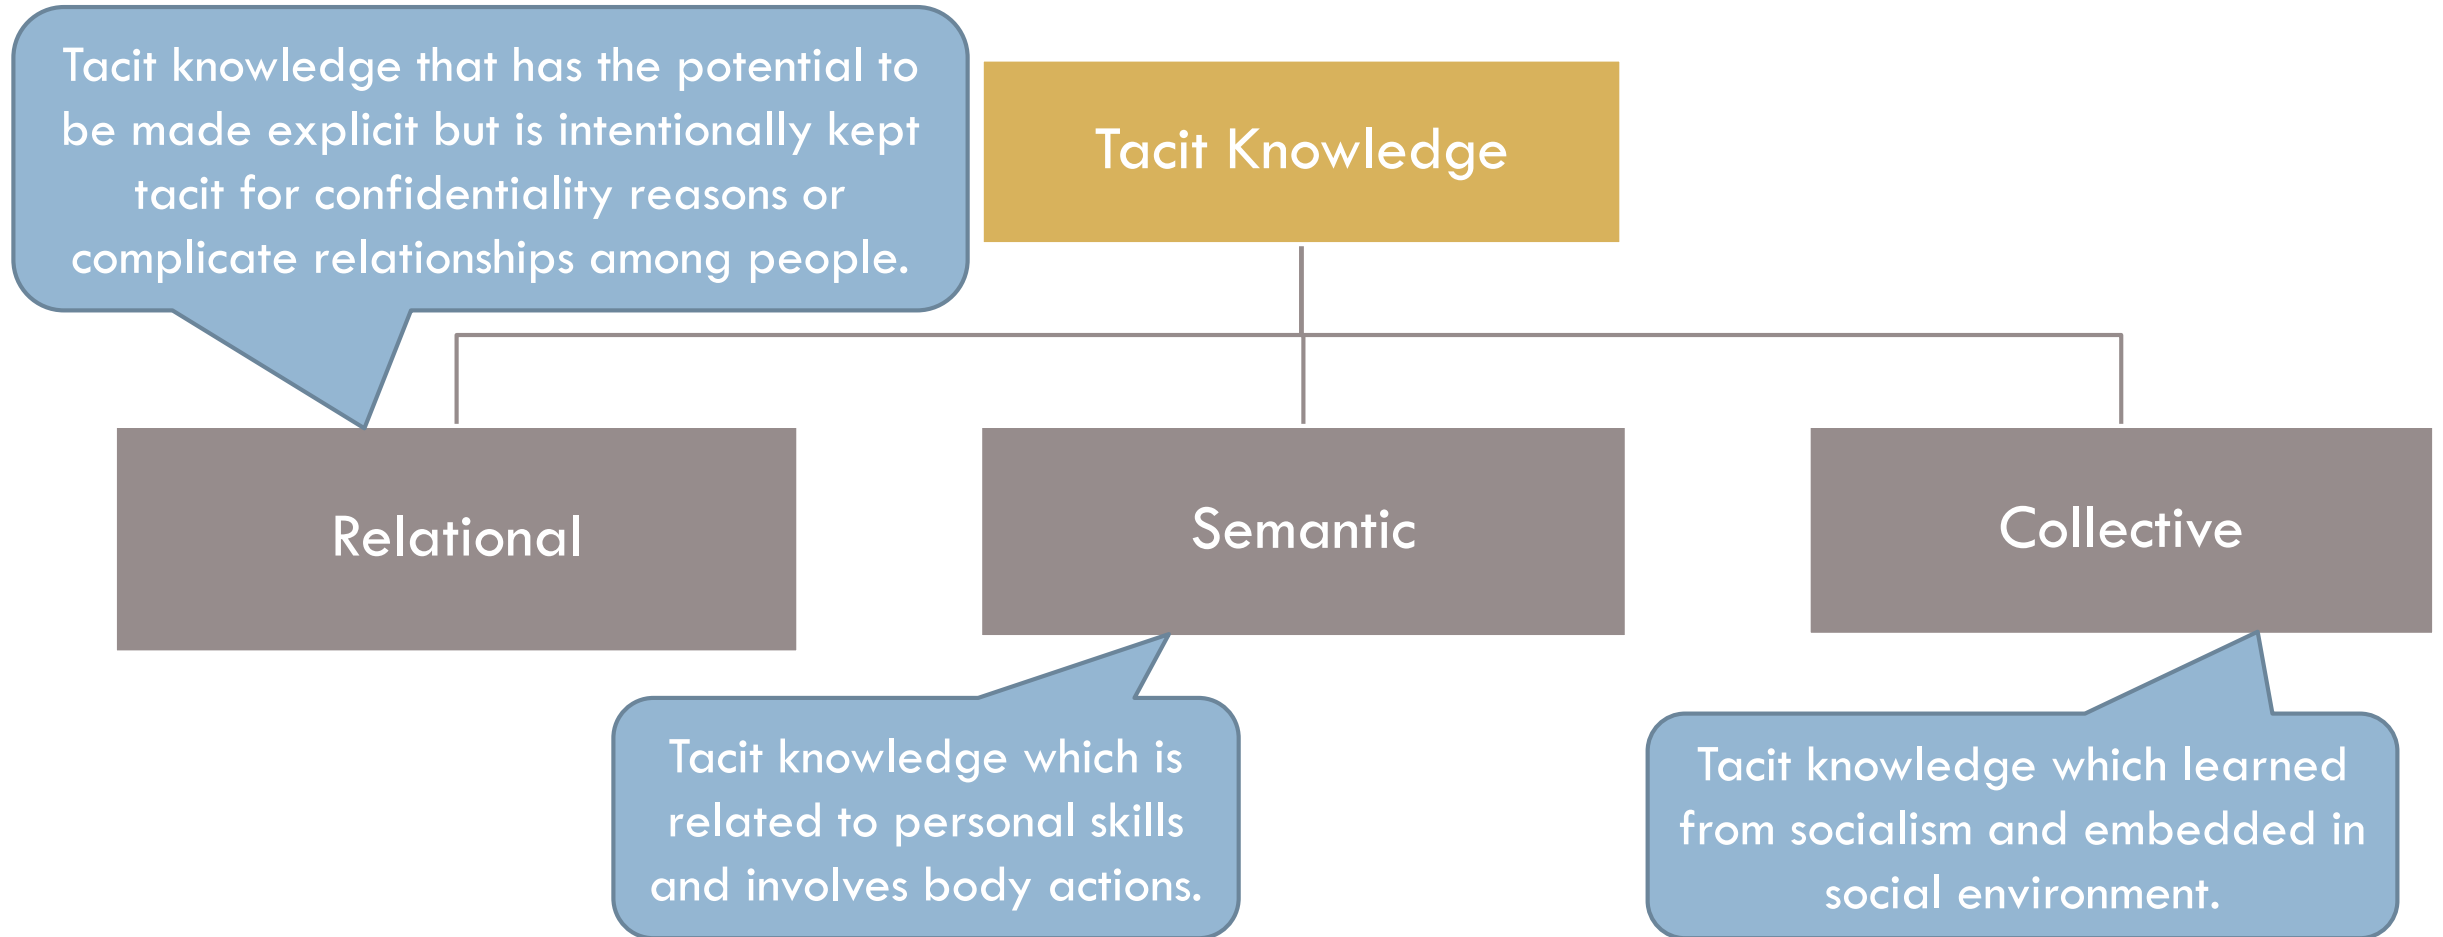 Tacit knowledge that has the potential to
be made explicit but is intentionally kept
tacit for confidentiality reasons or
complicate relationships among people.
Tacit Knowledge
Relational
Semantic
Collective
Tacit knowledge which is
related to personal skills
and involves body actions.
Tacit knowledge which learned
from socialism and embedded in
social environment.